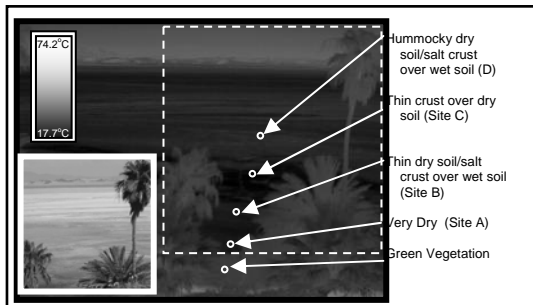 74.2°C
17.7°C
Hummocky dry
soil/salt crust
over wet soil (D)
Thin crust over dry
soil (Site C)
Thin dry soil/salt
crust over wet soil
(Site B)
Very Dry (Site A)
Green Vegetation